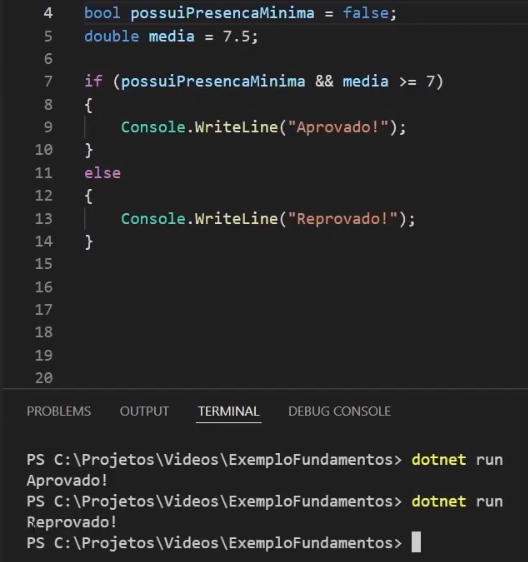 4 bool possuiPresencaMinima = false;
5 double media = 7.5;
6
7 if (possuiPresencaMinima && media >= 7)
8 {
9     Console.WriteLine("Aprovado!");
10 }
11 else
12 {
13     Console.WriteLine("Reprovado!");
14 }
15
16
17
18
19
20
PROBLEMS OUTPUT TERMINAL DEBUG CONSOLE
PS C:\Projetos\Videos\ExemploFundamentos> dotnet run
Aprovado!
PS C:\Projetos\Videos\ExemploFundamentos> dotnet run
Reprovado!
PS C:\Projetos\Videos\ExemploFundamentos>